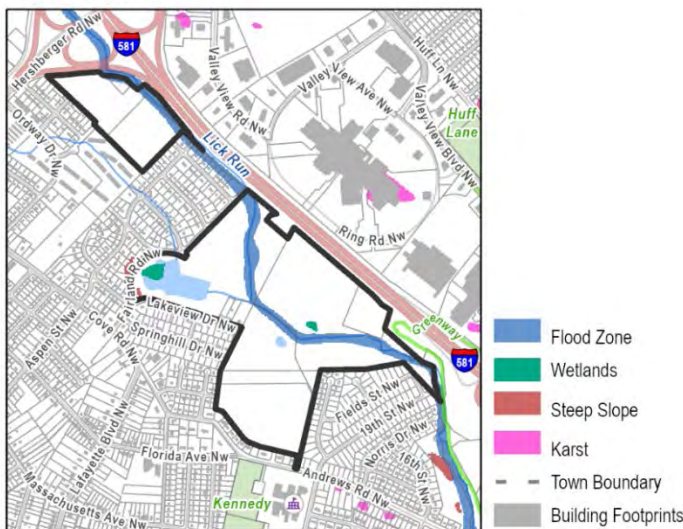 Hershberger Rd Nw
581
Valley View Rd Nw
Huff Ln Nw
Valley View Ave Nw
Valley View Blvd Nw
Huff
Lane
Ordway Dr Nw
Lick Run
Ring Rd Nw
Fairland Rd Nw
Lakeview Dr Nw
Greenway
581
Aspen St Nw
Cove Rd Nw
Springhill Dr Nw
Lafayette Blvd Nw
Fields St Nw
19th St Nw
Norris Dr Nw
16th St Nw
Florida Ave Nw
Andrews Rd Nw
Massachusetts Ave Nw
Kennedy
Flood Zone
Wetlands
Steep Slope
Karst
Town Boundary
Building Footprints